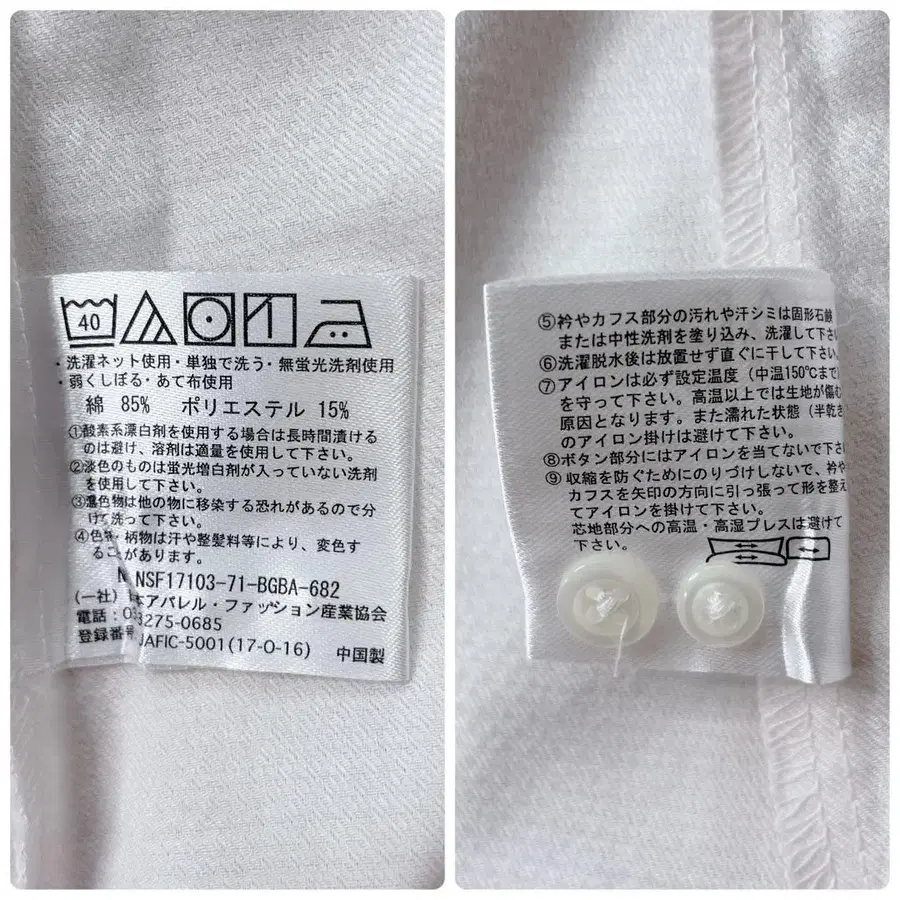 40
・洗濯ネット使用・単独で洗う・無蛍光洗剤使用
・弱くしぼる・あて布使用
綿 85% ポリエステル 15%
①酸素系漂白剤を使用する場合は長時間漬ける
のは避け、溶剤は適量を使用して下さい。
②淡色のものは蛍光増白剤が入っていない洗剤
を使用して下さい。
③濃色物は他の物に移染する恐れがあるので分
けて洗って下さい。
④色物・柄物は汗や整髪料等により、変色す
ることがあります。
NSF17103-71-BGBA-682
(一社) 本アパレル・ファッション産業協会
電話:03 3275-0685
登録番号 JAFIC-5001(17-0-16) 中国製
⑤衿やカフス部分の汚れや汗シミは固形石鹸
または中性洗剤を塗り込み、洗濯して下さい
⑥洗濯脱水後は放置せず直ぐに干して下さい。
⑦アイロンは必ず設定温度(中温150℃まで
を守って下さい。高温以上では生地が傷む
原因となります。また濡れた状態(半乾き
のアイロン掛けは避けて下さい。
⑧ボタン部分にはアイロンを当てないで下さ
⑨収縮を防ぐためにのりづけしないで、衿や
カフスを矢印の方向に引っ張って形を整え
てアイロンを掛けて下さい。
芯地部分への高温・高湿プレスは避けて
下さい。